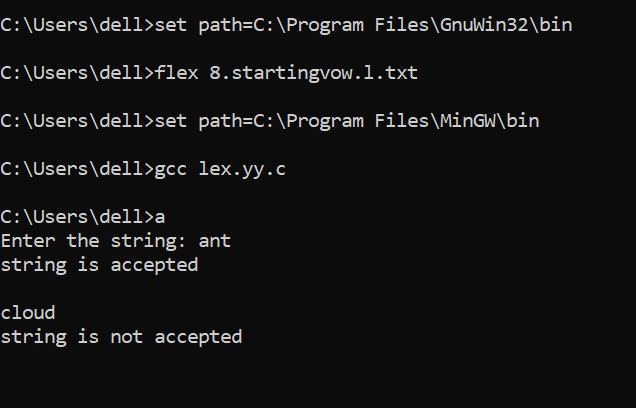 C:\Users\dell>set path=C:\Program Files\GnuWin32\bin
C:\Users\dell>flex 8.startingvow.l.txt
C:\Users\dell>set path=C:\Program Files\MinGW\bin
C:\Users\dell>gcc lex.yy.c
C:\Users\dell>a
Enter the string: ant
string is accepted
cloud
string is not accepted